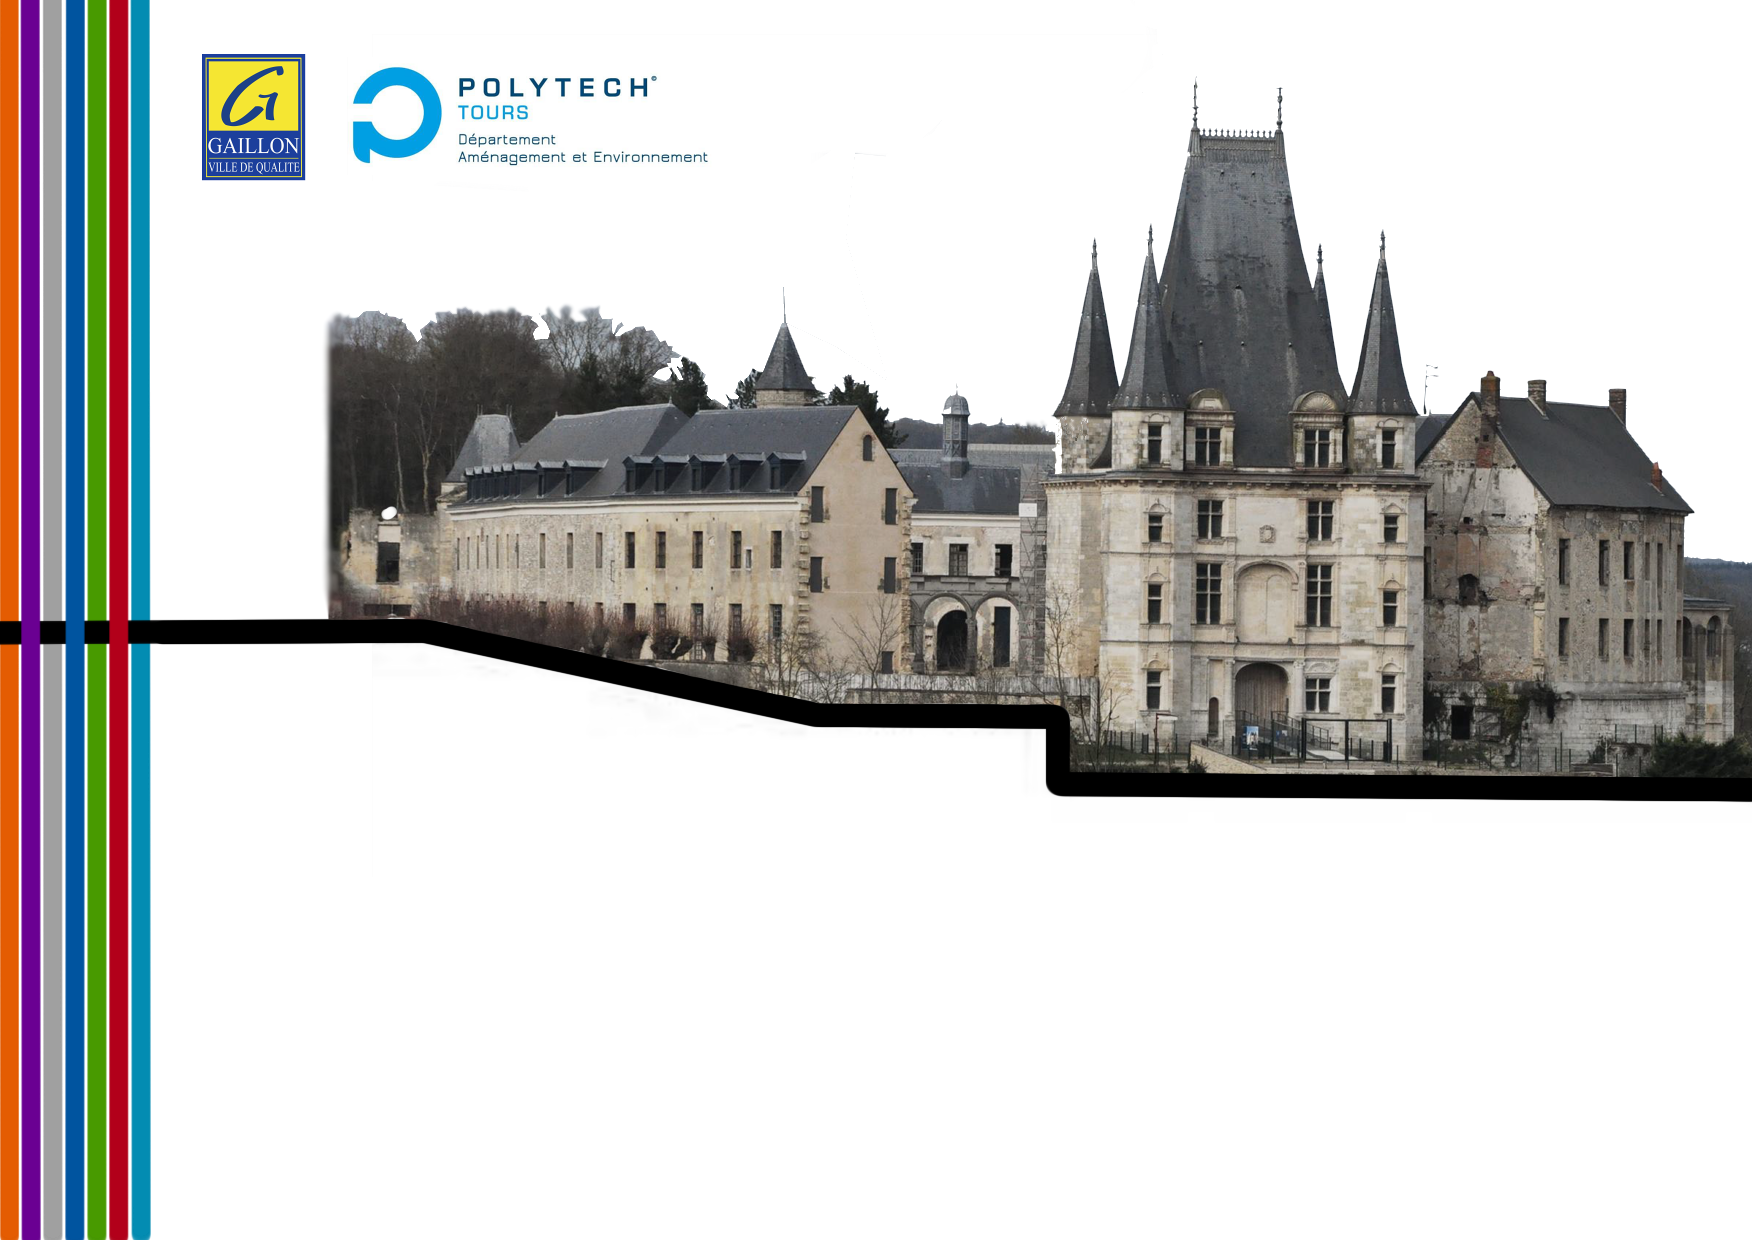 G
GAILLON
VILLE DE QUALITE
POLYTECH®
TOURS
Département
Aménagement et Environnement